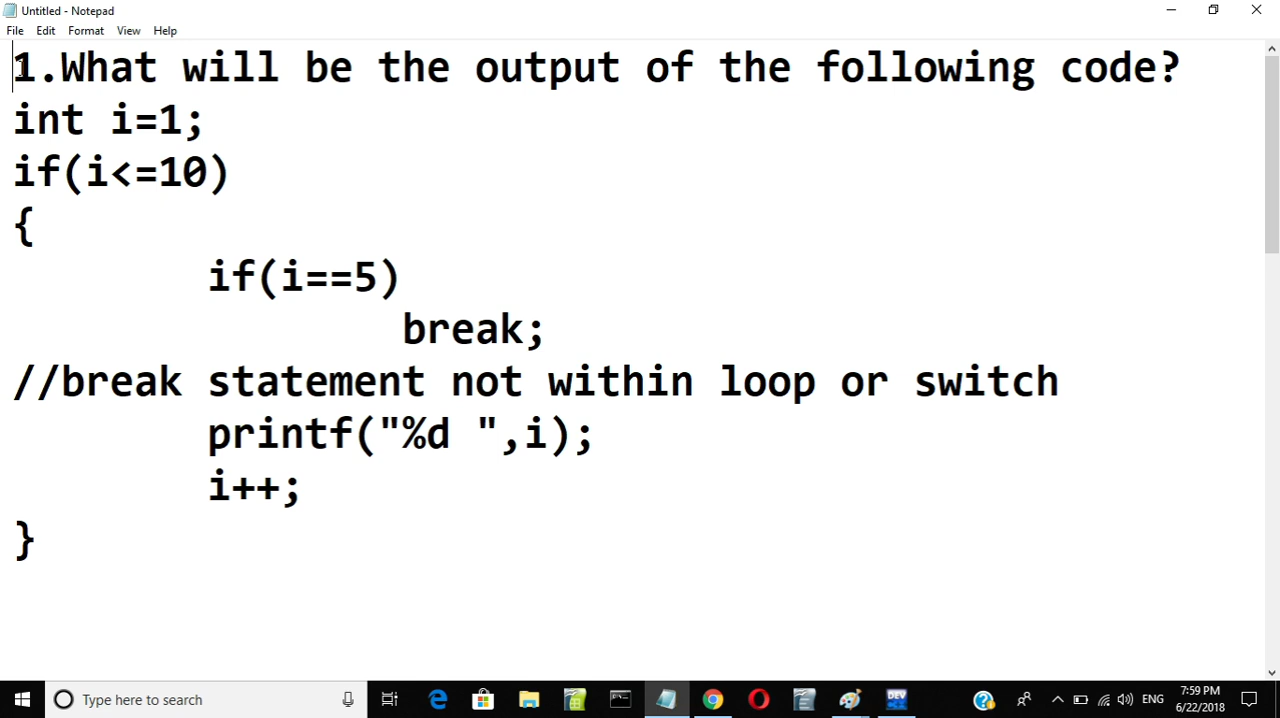 Untitled - Notepad
File Edit Format View Help
1.What will be the output of the following code?
int i=1;
if(i<=10)
{
if(i==5)
break;
//break statement not within loop or switch
printf("%d ",i);
i++;
}
Type here to search
DEV
ENG
7:59 PM
6/22/2018